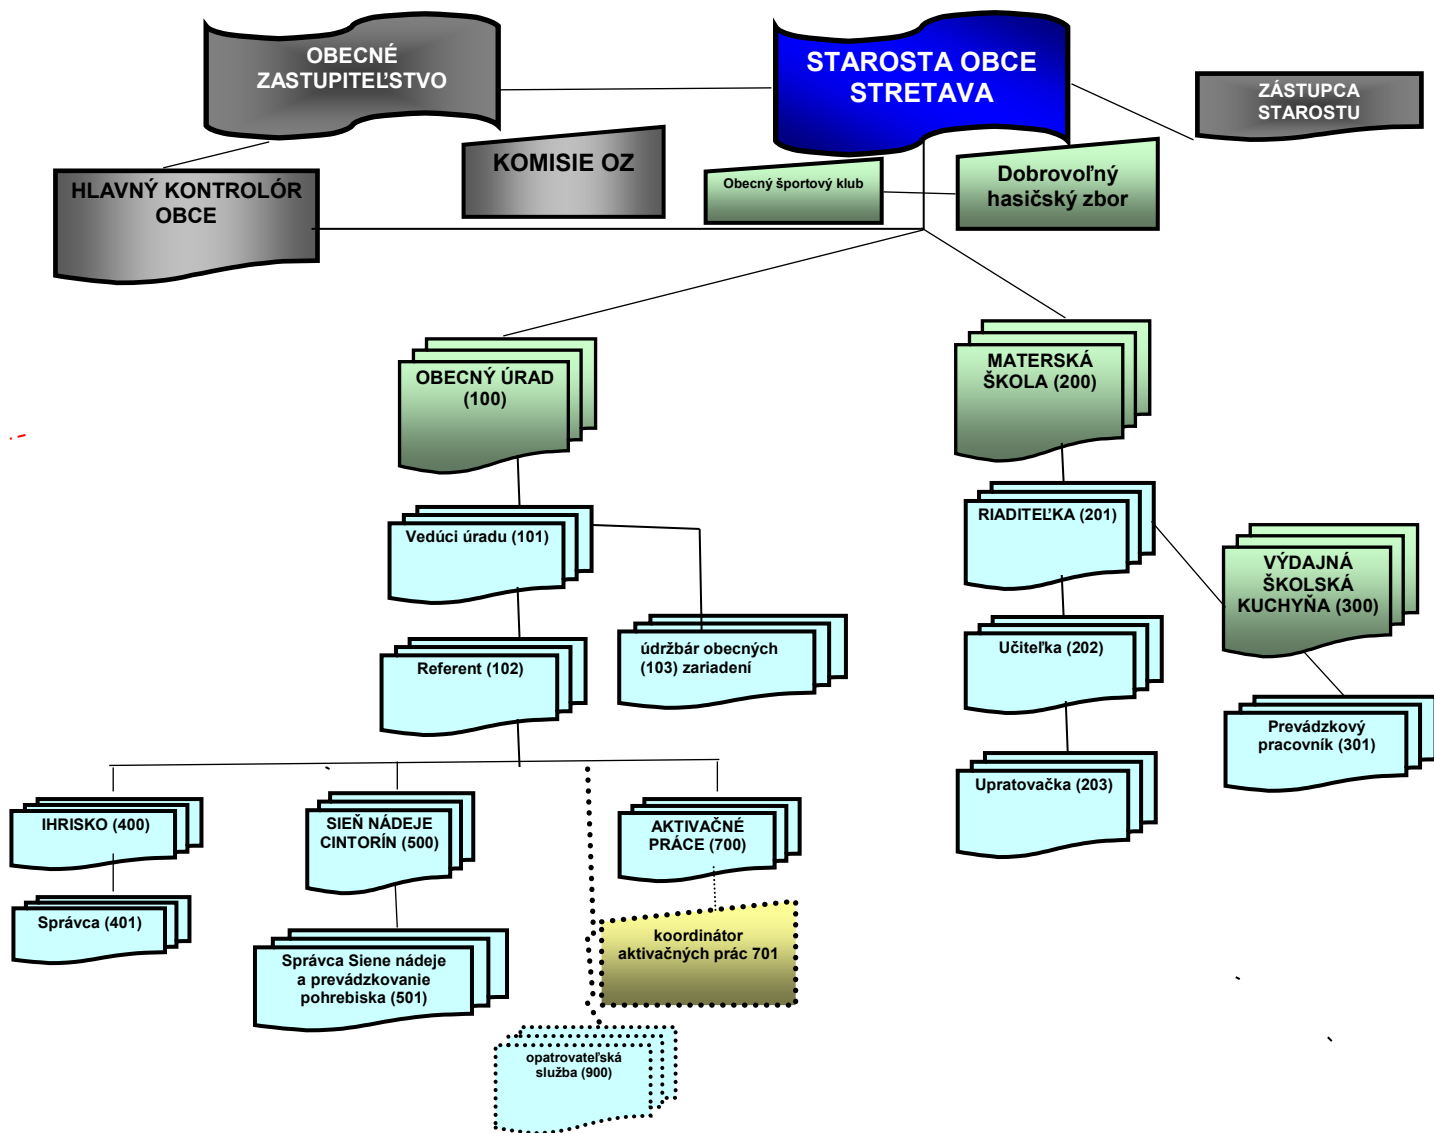 OBECNÉ
ZASTUPITEĽSTVO
STAROSTA OBCE
STRETAVA
ZÁSTUPCA
STAROSTU
HLAVNÝ KONTROLÓR
OBCE
KOMISIE OZ
Obecný športový klub
Dobrovoľný
hasičský zbor
OBECNÝ ÚRAD
(100)
MATERSKÁ
ŠKOLA (200)
Vedúci úradu (101)
RIADITEĽKA (201)
VÝDAJNÁ
ŠKOLSKÁ
KUCHYŇA (300)
Referent (102)
údržbár obecných
(103) zariadení
Učiteľka (202)
Prevádzkový
pracovník (301)
Upratovačka (203)
IHRISKO (400)
SIEŇ NÁDEJE
CINTORÍN (500)
AKTIVAČNÉ
PRÁCE (700)
Správca (401)
Správca Siene nádeje
a prevádzkovanie
pohrebiska (501)
koordinátor
aktivačných prác 701
opatrovateľská
služba (900)